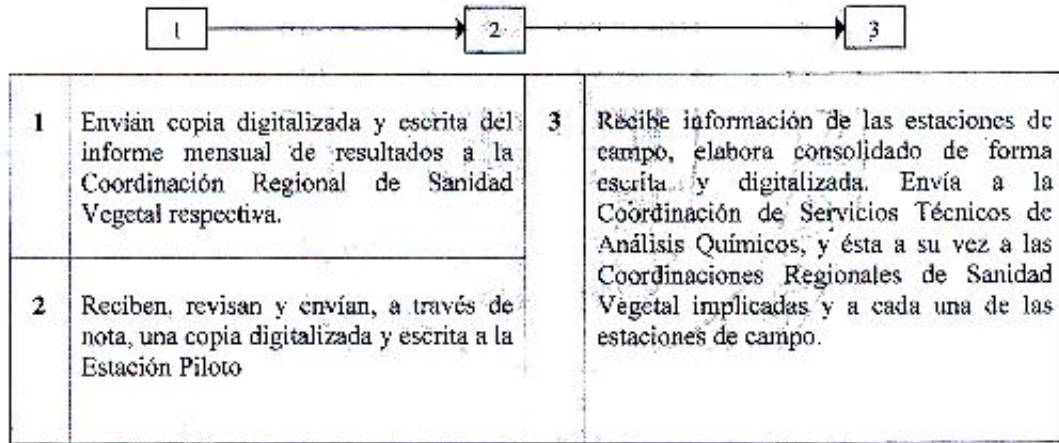 1 2 3
1 Envían copia digitalizada y escrita del
informe mensual de resultados a la
Coordinación Regional de Sanidad
Vegetal respectiva.
2 Reciben, revisan y envían, a través de
nota, una copia digitalizada y escrita a la
Estación Piloto
3 Recibe información de las estaciones de
campo, elabora consolidado de forma
escrita y digitalizada. Envía a la
Coordinación de Servicios Técnicos de
Análisis Químicos, y ésta a su vez a las
Coordinaciones Regionales de Sanidad
Vegetal implicadas y a cada una de las
estaciones de campo.